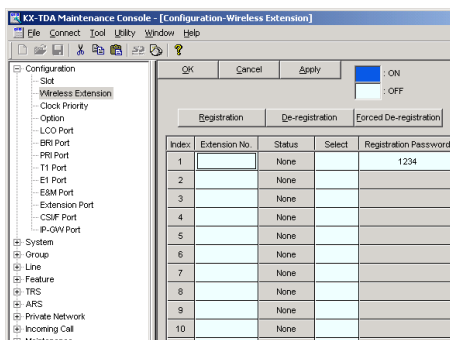 KX-TDA Maintenance Console - [Configuration-Wireless Extension]
File Connect Tool Utility Window Help
Configuration
Slot
Wireless Extension
Clock Priority
Option
LCO Port
BRI Port
PRI Port
T1 Port
E1 Port
E&M Port
Extension Port
CSI/F Port
IP-GW Port
System
Group
Line
Feature
TRS
ARS
Private Network
Incoming Call
Maintenance
OK Cancel Apply
: ON
: OFF
Registration De-registration Forced De-registration
Index Extension No. Status Select Registration Password
1 None 1234
2 None
3 None
4 None
5 None
6 None
7 None
8 None
9 None
10 None